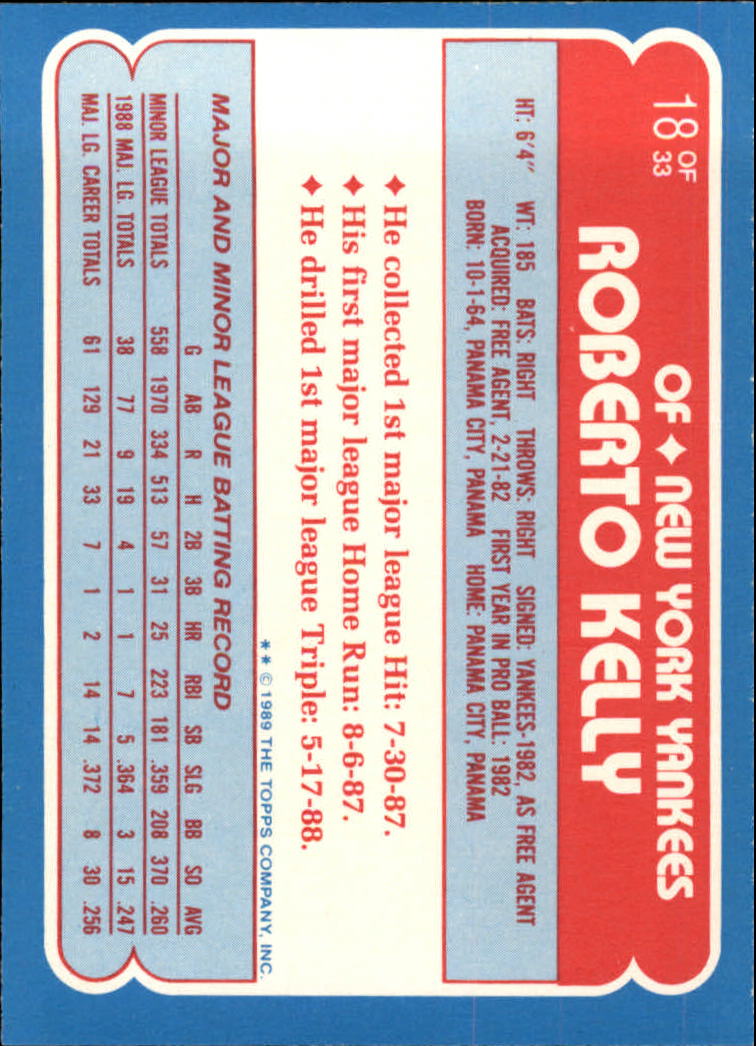 18 OF 33
OF ✦ NEW YORK YANKEES
ROBERTO KELLY
HT: 6'4" WT: 185 BATS: RIGHT THROWS: RIGHT SIGNED: YANKEES-1982, AS FREE AGENT
ACQUIRED: FREE AGENT, 2-21-82 FIRST YEAR IN PRO BALL: 1982
BORN: 10-1-64, PANAMA CITY, PANAMA HOME: PANAMA CITY, PANAMA
✦ He collected 1st major league Hit: 7-30-87.
✦ His first major league Home Run: 8-6-87.
✦ He drilled 1st major league Triple: 5-17-88.
* * © 1989 THE TOPPS COMPANY, INC.
MAJOR AND MINOR LEAGUE BATTING RECORD
G AB R H 2B 3B HR RBI SB SLG BB SO AVG
MINOR LEAGUE TOTALS 558 1970 334 513 57 31 25 223 181 .359 208 370 .260
1988 MAJ. LG. TOTALS 38 77 9 19 4 1 1 7 5 .364 3 15 .247
MAJ. LG. CAREER TOTALS 61 129 21 33 7 1 2 14 14 .372 8 30 .256